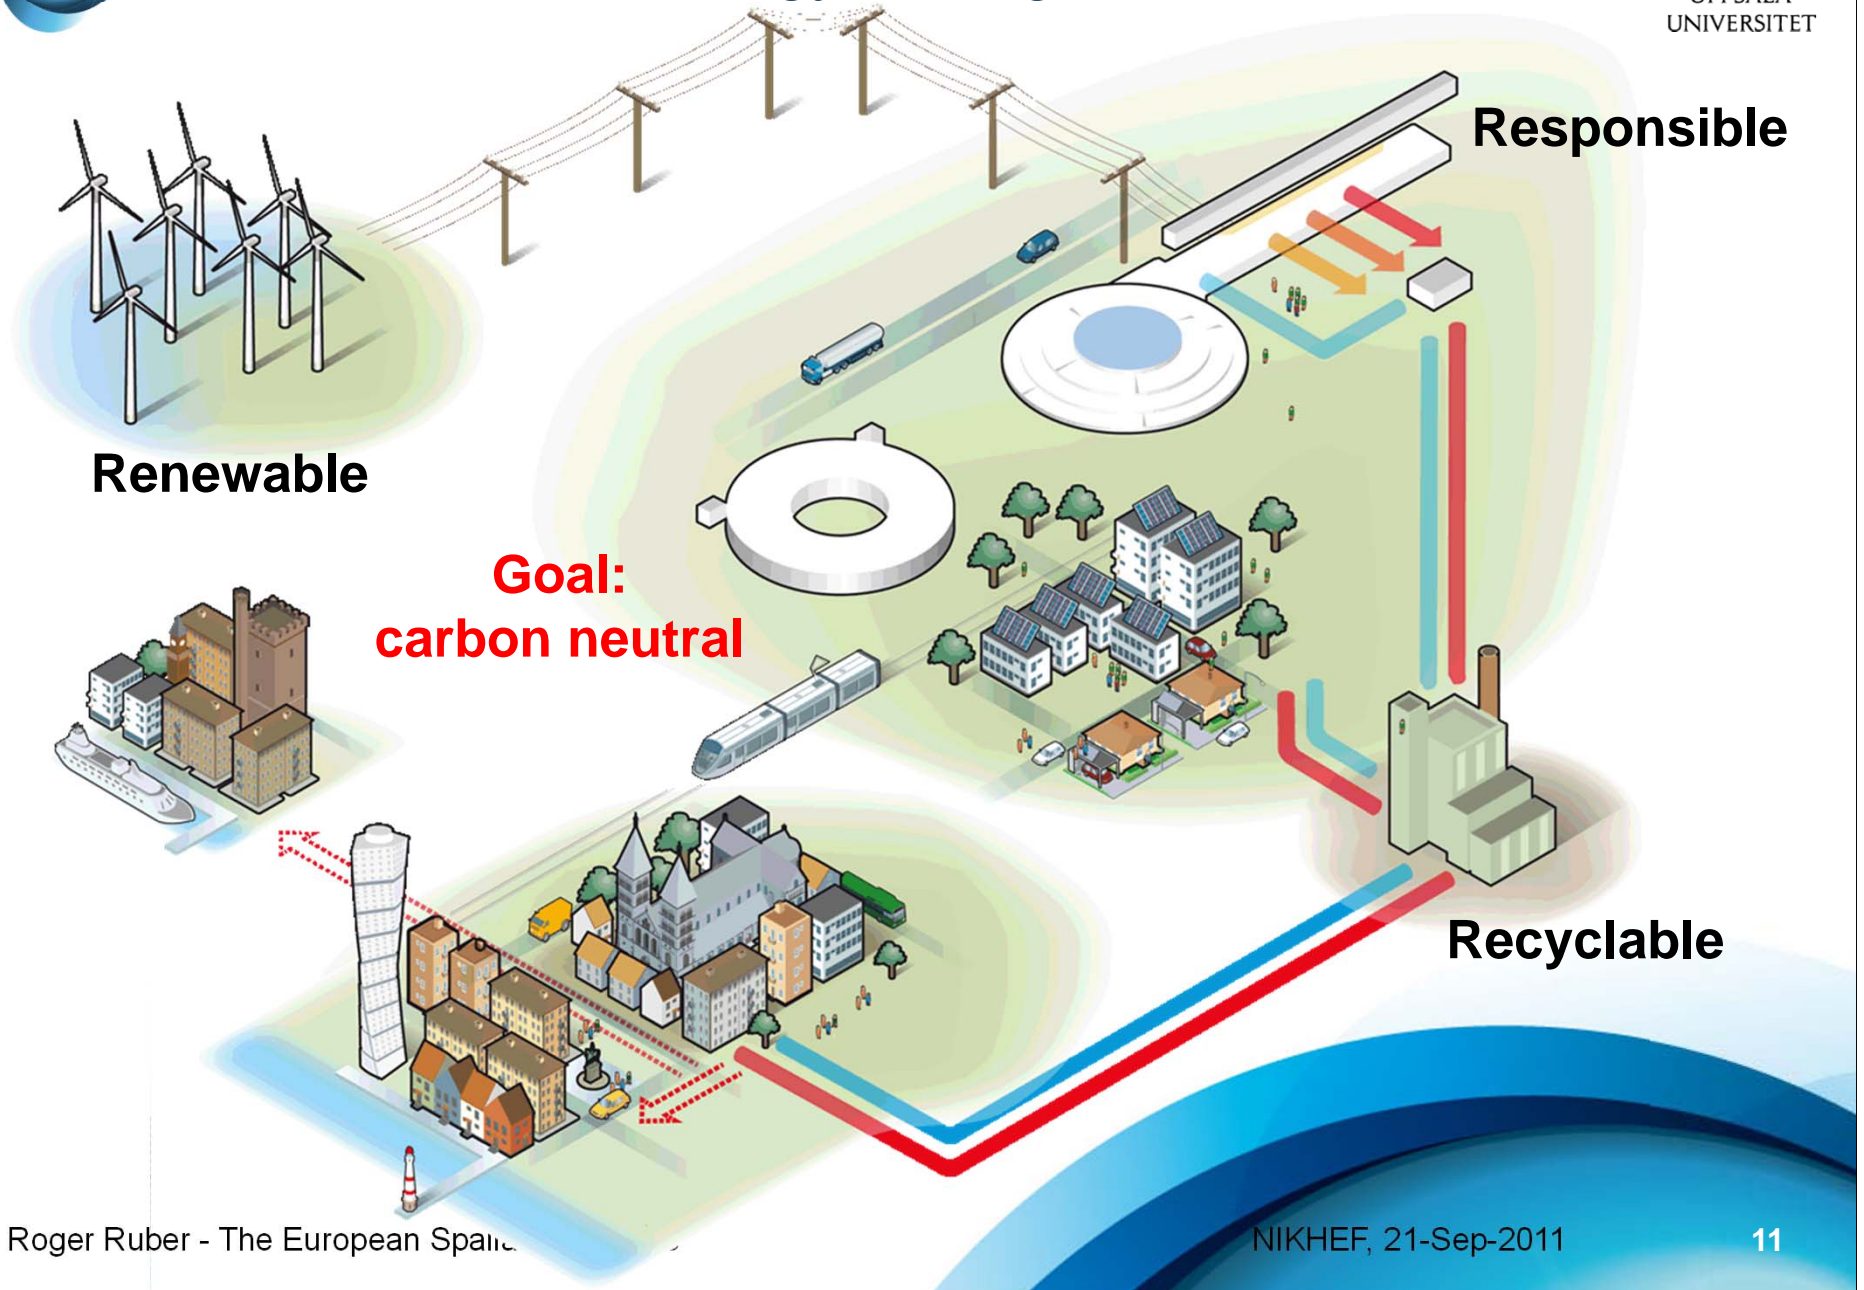 UNIVERSITET
Responsible
Renewable
Goal:
carbon neutral
Recyclable
Roger Ruber - The European
NIKHEF, 21-Sep-2011
11